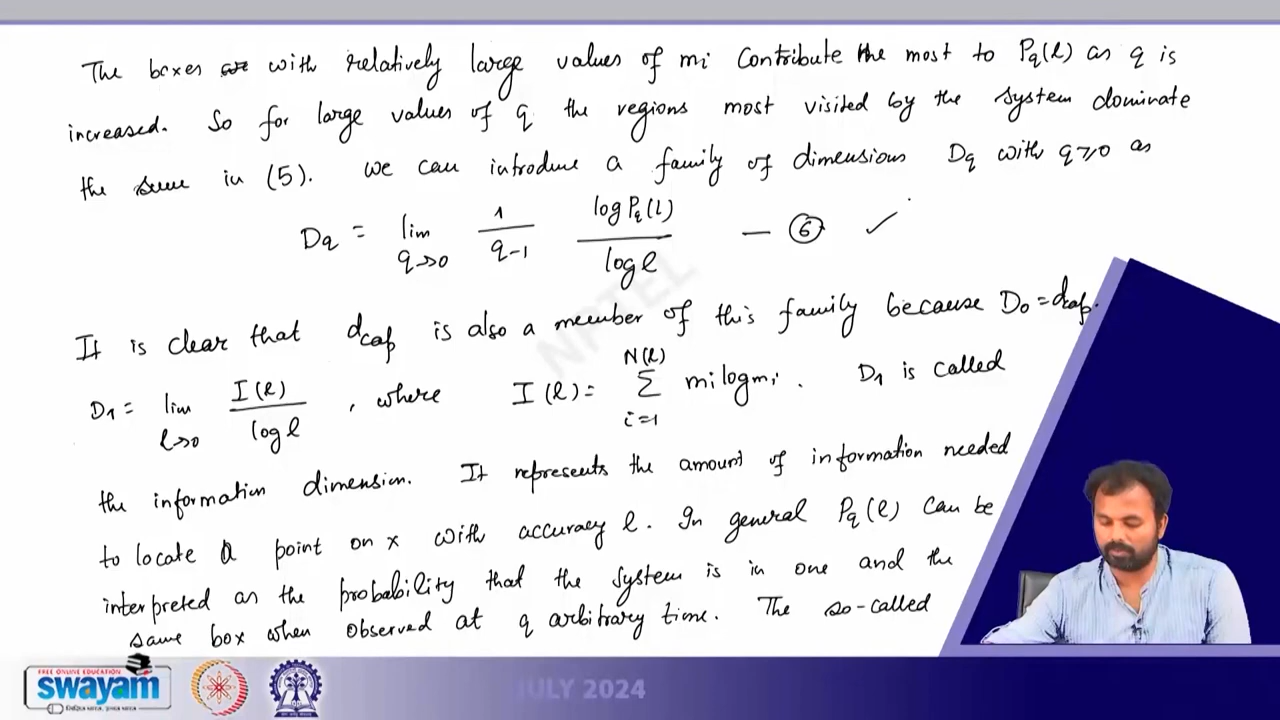 The boxes are with relatively large values of mi contribute the most to Pq(l) as q is
increased. So for large values of q the regions most visited by the system dominate
the sum in (5). We can introduce a family of dimensions Dq with q≥0 as
Dq = lim q→0 1/q-1 log Pq(l)/log l — ⑥ ✓
It is clear that dcap is also a member of this family because D0 = dcap.
D1 = lim l→0 I(l)/log l , where I(l) = N(l) Σ i=1 mi log mi . D1 is called
the information dimension. It represents the amount of information needed
to locate a point on x with accuracy l. In general Pq(l) can be
interpreted as the probability that the system is in one and the
same box when observed at q arbitrary time. The so-called
NPTEL
FREE ONLINE EDUCATION
swayam
JULY 2024